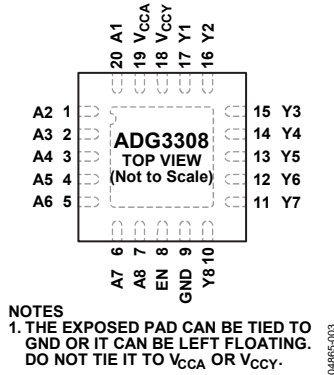 20 A1
19 VCCA
18 VCCY
17 Y1
16 Y2
A2 1
A3 2
A4 3
A5 4
A6 5
ADG3308
TOP VIEW
(Not to Scale)
15 Y3
14 Y4
13 Y5
12 Y6
11 Y7
A7 6
A8 7
EN 8
GND 9
Y8 10
NOTES
1. THE EXPOSED PAD CAN BE TIED TO
GND OR IT CAN BE LEFT FLOATING.
DO NOT TIE IT TO VCCA OR VCCY.
04865-003